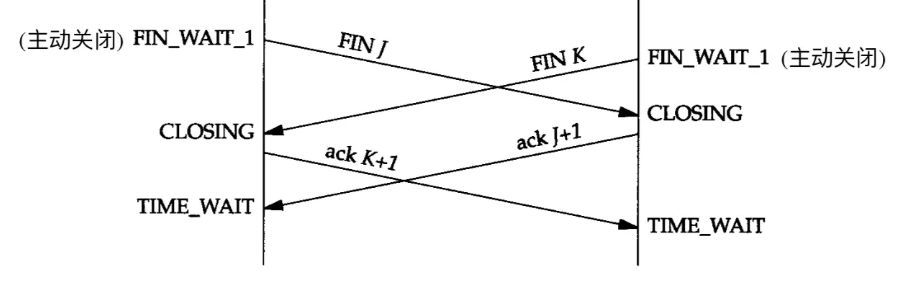 (主动关闭) FIN_WAIT_1
FIN J
FIN K
FIN_WAIT_1 (主动关闭)
CLOSING
CLOSING
ack J+1
ack K+1
TIME_WAIT
TIME_WAIT